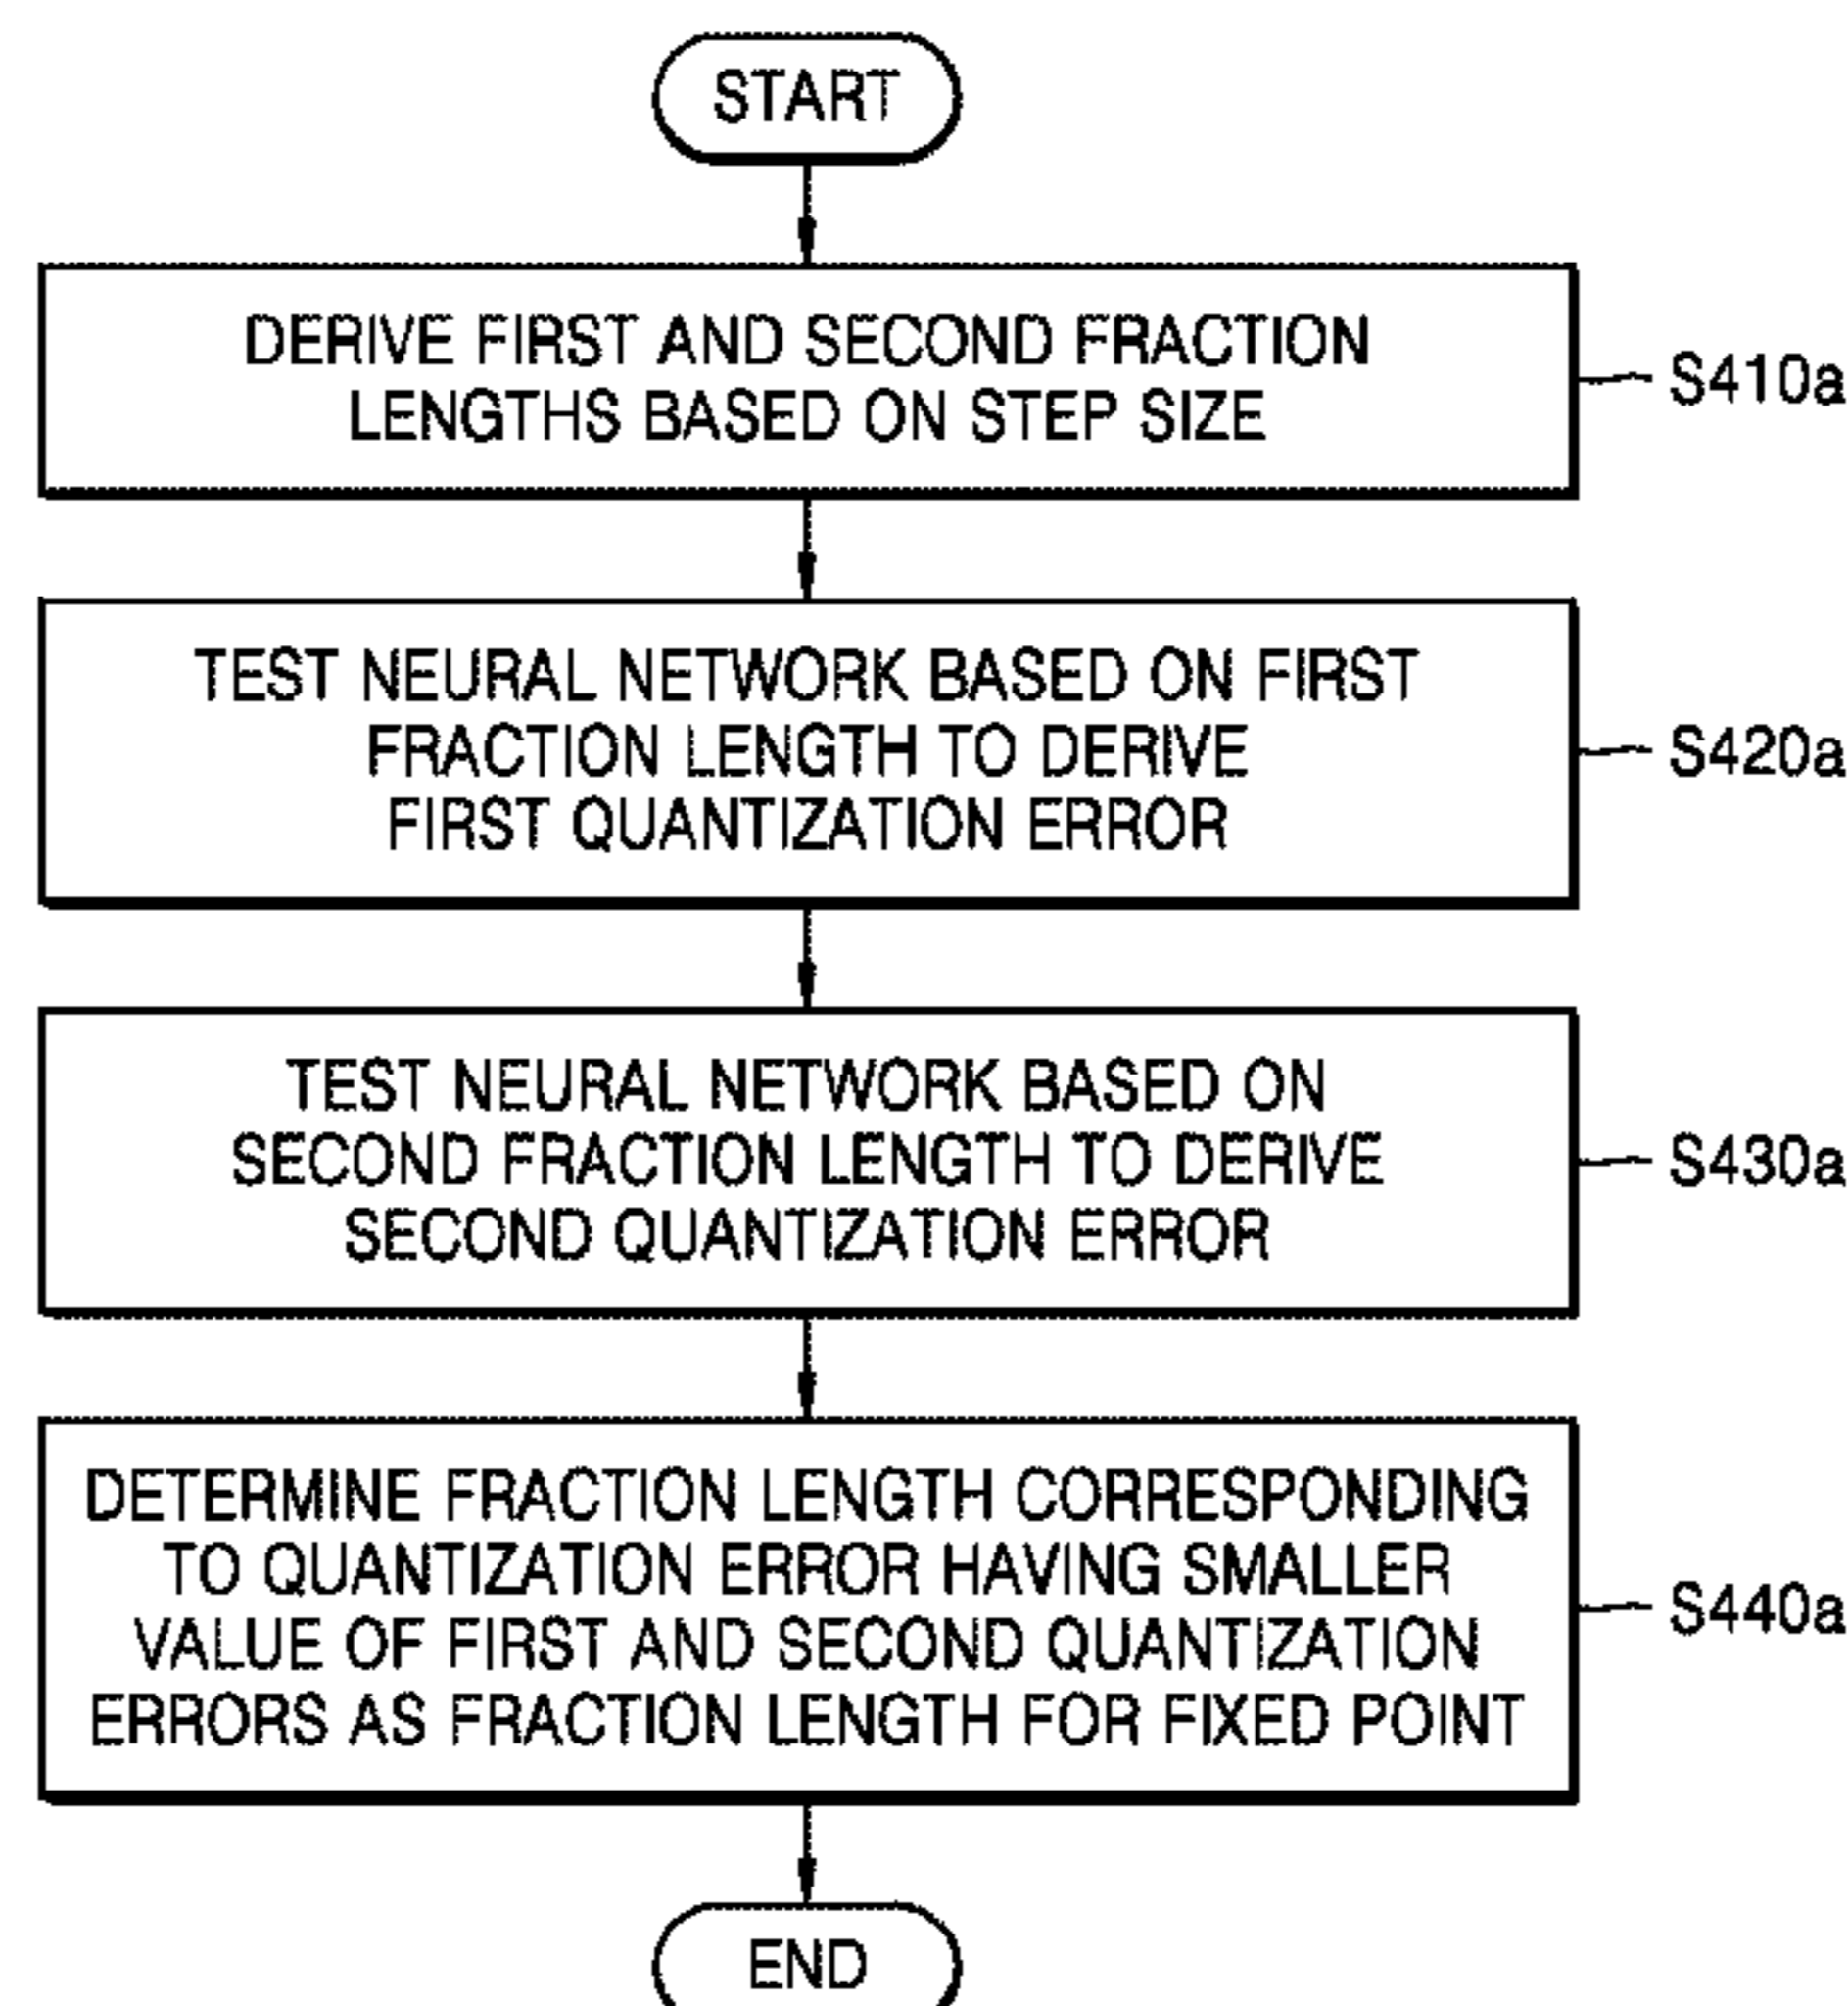 START
DERIVE FIRST AND SECOND FRACTION
LENGTHS BASED ON STEP SIZE
S410a
TEST NEURAL NETWORK BASED ON FIRST
FRACTION LENGTH TO DERIVE
FIRST QUANTIZATION ERROR
S420a
TEST NEURAL NETWORK BASED ON
SECOND FRACTION LENGTH TO DERIVE
SECOND QUANTIZATION ERROR
S430a
DETERMINE FRACTION LENGTH CORRESPONDING
TO QUANTIZATION ERROR HAVING SMALLER
VALUE OF FIRST AND SECOND QUANTIZATION
ERRORS AS FRACTION LENGTH FOR FIXED POINT
S440a
END